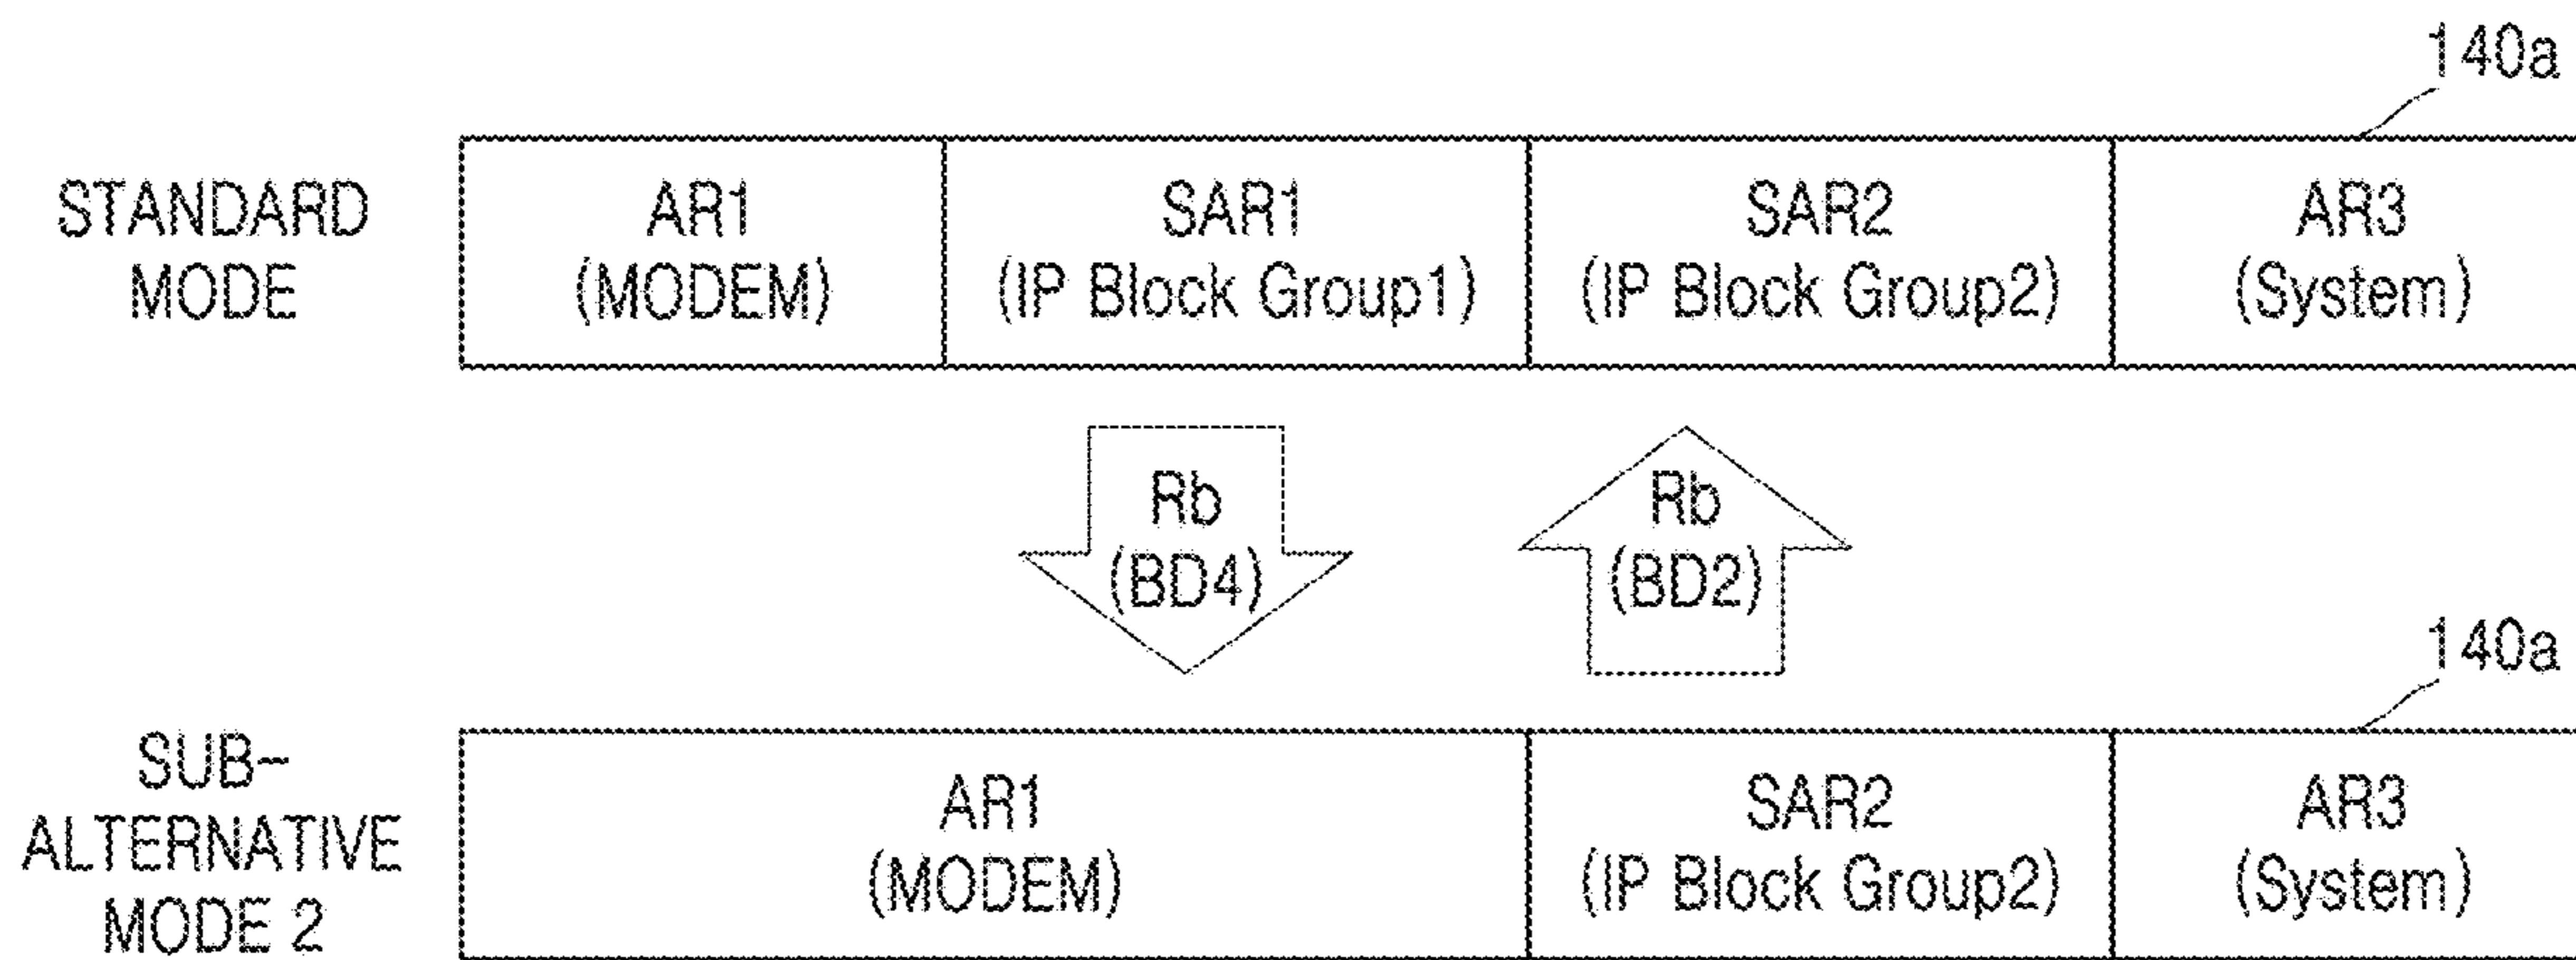 140a
STANDARD
MODE
AR1
(MODEM)
SAR1
(IP Block Group1)
SAR2
(IP Block Group2)
AR3
(System)
Rb
(BD4)
Rb
(BD2)
140a
SUB-
ALTERNATIVE
MODE 2
AR1
(MODEM)
SAR2
(IP Block Group2)
AR3
(System)